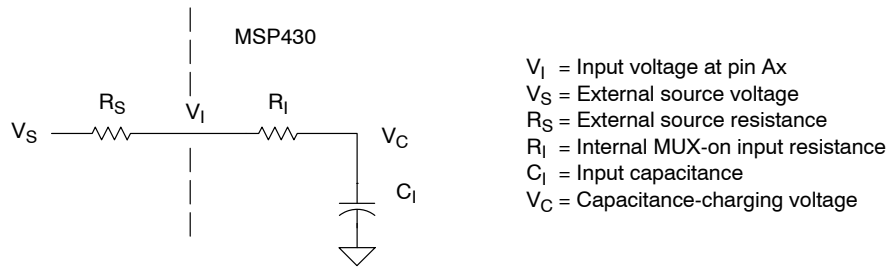 MSP430
R_S
V_I
R_I
V_S
V_C
C_I
V_I = Input voltage at pin Ax
V_S = External source voltage
R_S = External source resistance
R_I = Internal MUX-on input resistance
C_I = Input capacitance
V_C = Capacitance-charging voltage